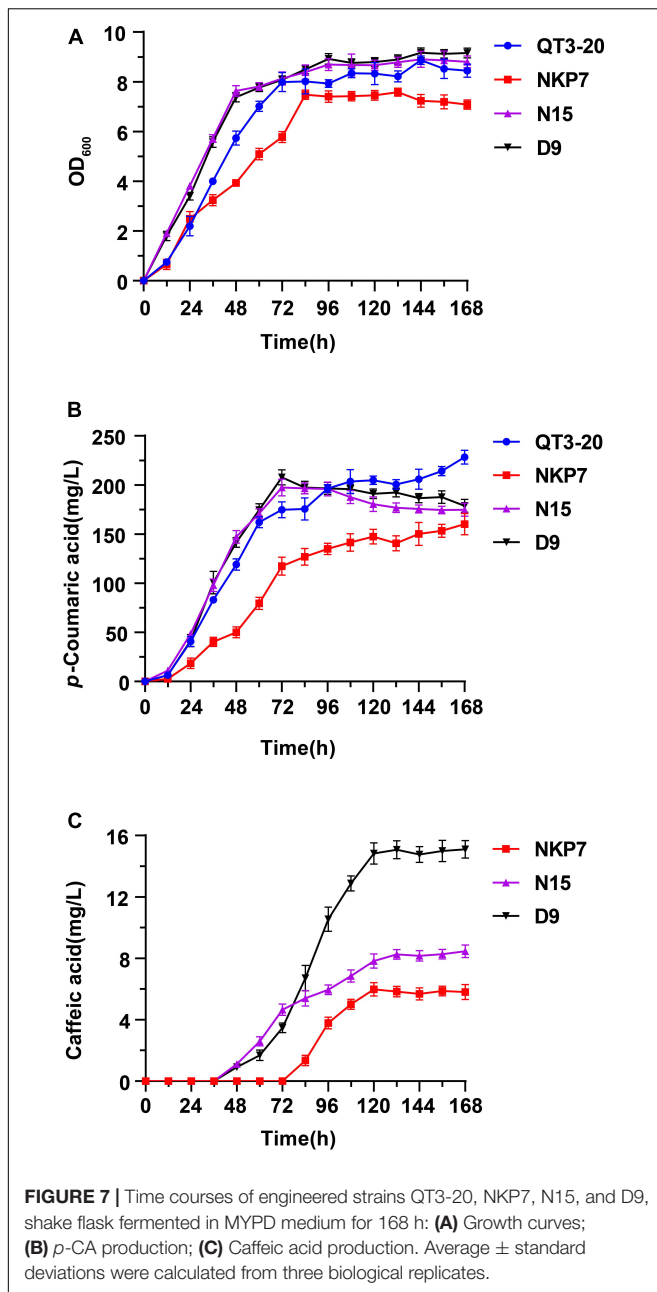 A
OD600
10
8
6
4
2
0
0 24 48 72 96 120 144 168
Time(h)
QT3-20
NKP7
N15
D9
B
p-Coumaric acid(mg/L)
250
200
150
100
50
0
0 24 48 72 96 120 144 168
Time(h)
QT3-20
NKP7
N15
D9
C
Caffeic acid(mg/L)
16
12
8
4
0
0 24 48 72 96 120 144 168
Time(h)
NKP7
N15
D9
FIGURE 7 | Time courses of engineered strains QT3-20, NKP7, N15, and D9,
shake flask fermented in MYPD medium for 168 h: (A) Growth curves;
(B) p-CA production; (C) Caffeic acid production. Average ± standard
deviations were calculated from three biological replicates.